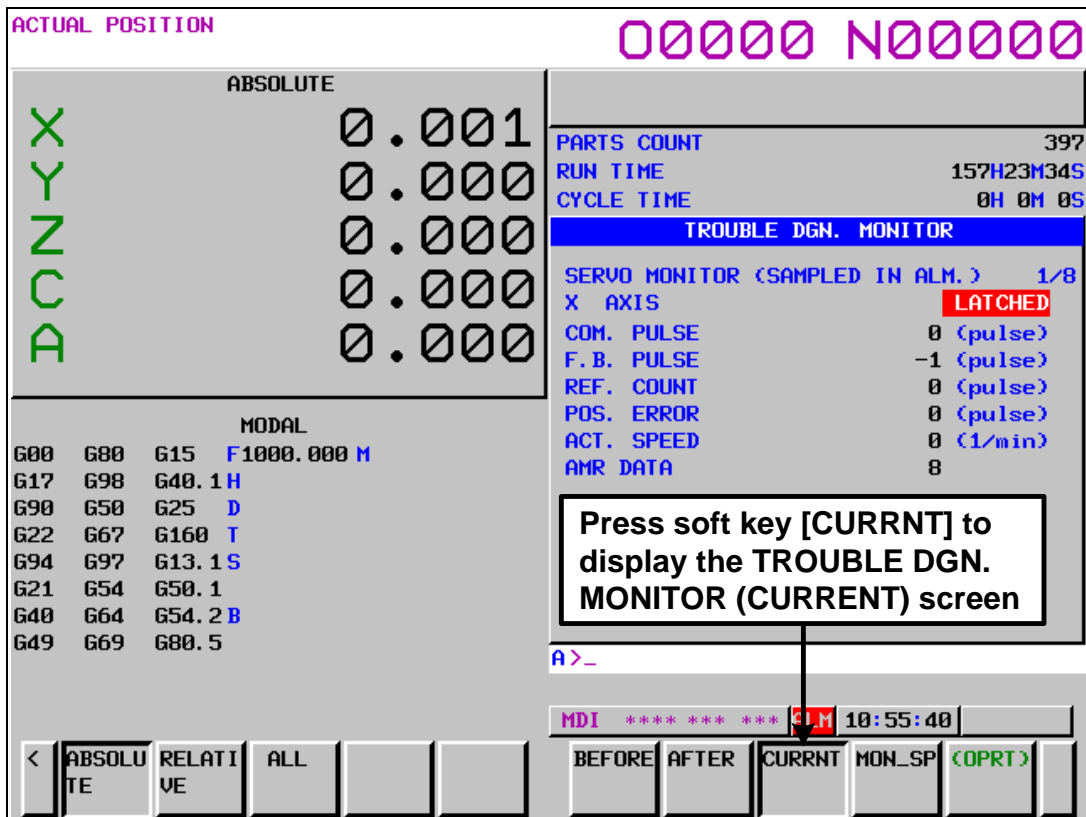 ACTUAL POSITION
O0000 N00000
ABSOLUTE
X 0.001
Y 0.000
Z 0.000
C 0.000
A 0.000
MODAL
G00 G80 G15 F1000.000 M
G17 G98 G40.1 H
G90 G50 G25 D
G22 G67 G160 T
G94 G97 G13.1 S
G21 G54 G50.1
G40 G64 G54.2 B
G49 G69 G80.5
PARTS COUNT 397
RUN TIME 157H23M34S
CYCLE TIME 0H 0M 0S
TROUBLE DGN. MONITOR
SERVO MONITOR (SAMPLED IN ALM.) 1/8
X AXIS LATCHED
COM. PULSE 0 (pulse)
F.B. PULSE -1 (pulse)
REF. COUNT 0 (pulse)
POS. ERROR 0 (pulse)
ACT. SPEED 0 (1/min)
AMR DATA 8
Press soft key [CURRNT] to
display the TROUBLE DGN.
MONITOR (CURRENT) screen
A>_
MDI **** *** *** ALM 10:55:40
< ABSOLU RELATI ALL BEFORE AFTER CURRNT MON_SP (OPRT)
TE VE